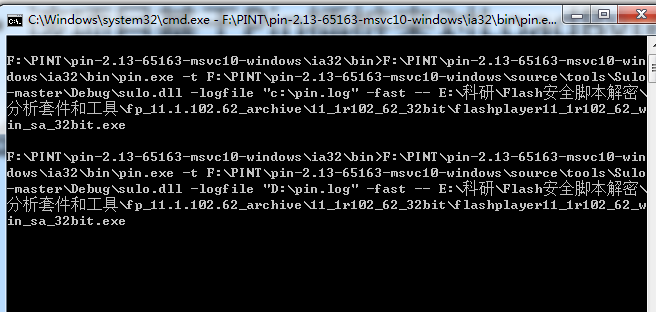 C:\Windows\system32\cmd.exe - F:\PINT\pin-2.13-65163-msvc10-windows\ia32\bin\pin.e...
F:\PINT\pin-2.13-65163-msvc10-windows\ia32\bin>F:\PINT\pin-2.13-65163-msvc10-win
dows\ia32\bin\pin.exe -t F:\PINT\pin-2.13-65163-msvc10-windows\source\tools\Sulo
-master\Debug\sulo.dll -logfile "c:\pin.log" -fast -- E:\科研\Flash安全脚本解密\
分析套件和工具\fp_11.1.102.62_archive\11_1r102_62_32bit\flashplayer11_1r102_62_w
in_sa_32bit.exe
F:\PINT\pin-2.13-65163-msvc10-windows\ia32\bin>F:\PINT\pin-2.13-65163-msvc10-win
dows\ia32\bin\pin.exe -t F:\PINT\pin-2.13-65163-msvc10-windows\source\tools\Sulo
-master\Debug\sulo.dll -logfile "D:\pin.log" -fast -- E:\科研\Flash安全脚本解密\
分析套件和工具\fp_11.1.102.62_archive\11_1r102_62_32bit\flashplayer11_1r102_62_w
in_sa_32bit.exe